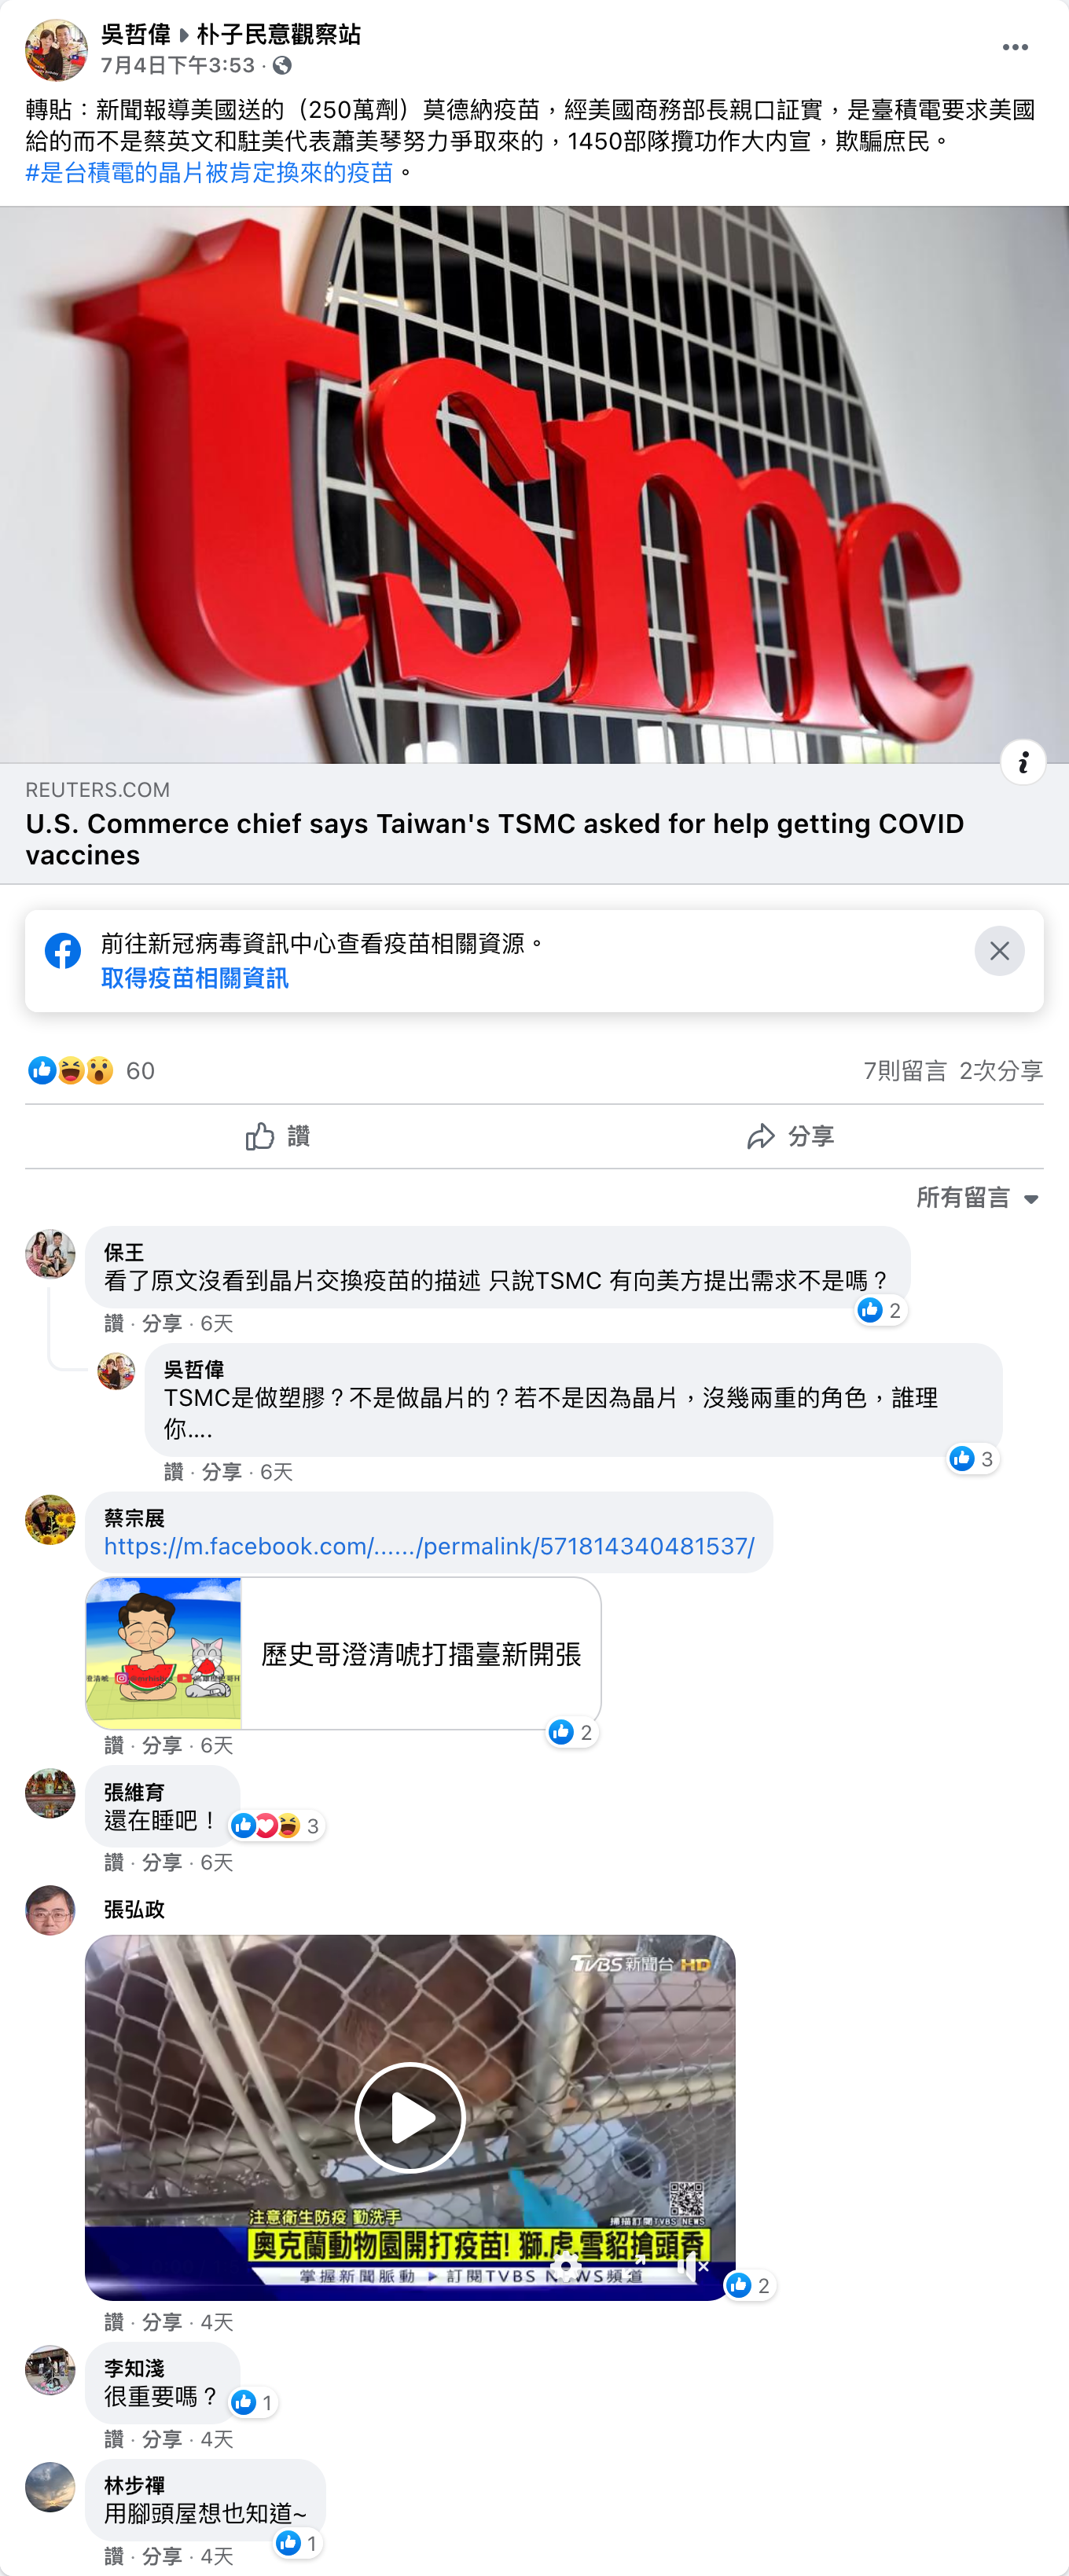 吳哲偉 ▸ 朴子民意觀察站
7月4日下午3:53 ·
轉貼：新聞報導美國送的（250萬劑）莫德納疫苗，經美國商務部長親口証實，是臺積電要求美國
給的而不是蔡英文和駐美代表蕭美琴努力爭取來的，1450部隊攬功作大內宣，欺騙庶民。
#是台積電的晶片被肯定換來的疫苗。
tsmc
REUTERS.COM
U.S. Commerce chief says Taiwan's TSMC asked for help getting COVID
vaccines
前往新冠病毒資訊中心查看疫苗相關資源。
取得疫苗相關資訊
60
7則留言 2次分享
讚 分享
所有留言
保王
看了原文沒看到晶片交換疫苗的描述 只說TSMC 有向美方提出需求不是嗎？
2
讚 · 分享 · 6天
吳哲偉
TSMC是做塑膠？不是做晶片的？若不是因為晶片，沒幾兩重的角色，誰理
你....
3
讚 · 分享 · 6天
蔡宗展
https://m.facebook.com/....../permalink/571814340481537/
歷史哥澄清唬打擂臺新開張
2
讚 · 分享 · 6天
張維育
還在睡吧！
3
讚 · 分享 · 6天
張弘政
TVBS新聞台 HD
掃描訂閱TVBS NEWS
注意衛生防疫 勤洗手
奧克蘭動物園開打疫苗!獅.虎.雪貂搶頭香
掌握新聞脈動 ▸ 訂閱TVBS NEWS頻道
2
讚 · 分享 · 4天
李知淺
很重要嗎？
1
讚 · 分享 · 4天
林步禪
用腳頭屋想也知道~
1
讚 · 分享 · 4天